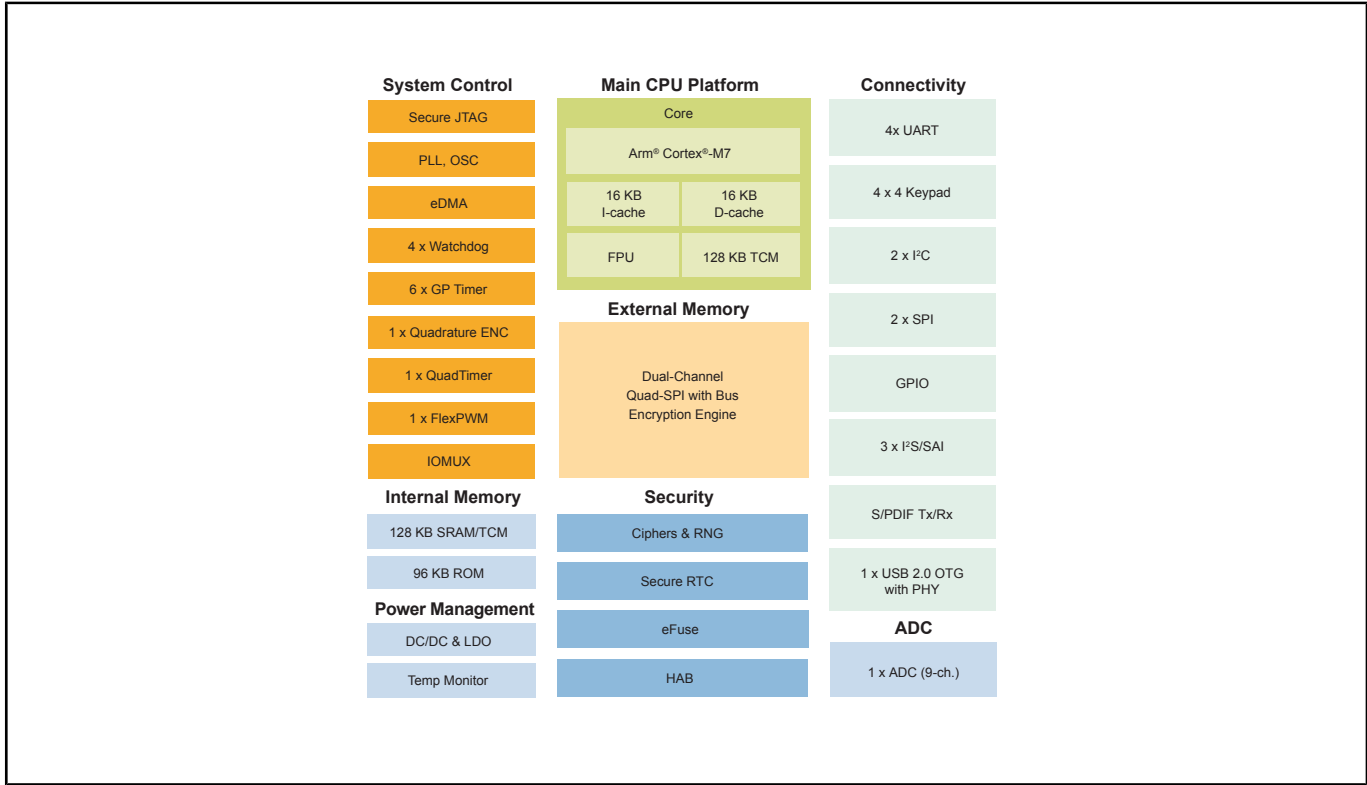 System Control
Secure JTAG
PLL, OSC
eDMA
4 x Watchdog
6 x GP Timer
1 x Quadrature ENC
1 x QuadTimer
1 x FlexPWM
IOMUX
Internal Memory
128 KB SRAM/TCM
96 KB ROM
Power Management
DC/DC & LDO
Temp Monitor
Main CPU Platform
Core
Arm® Cortex®-M7
16 KB
I-cache
16 KB
D-cache
FPU
128 KB TCM
External Memory
Dual-Channel
Quad-SPI with Bus
Encryption Engine
Security
Ciphers & RNG
Secure RTC
eFuse
HAB
Connectivity
4x UART
4 x 4 Keypad
2 x I²C
2 x SPI
GPIO
3 x I²S/SAI
S/PDIF Tx/Rx
1 x USB 2.0 OTG
with PHY
ADC
1 x ADC (9-ch.)